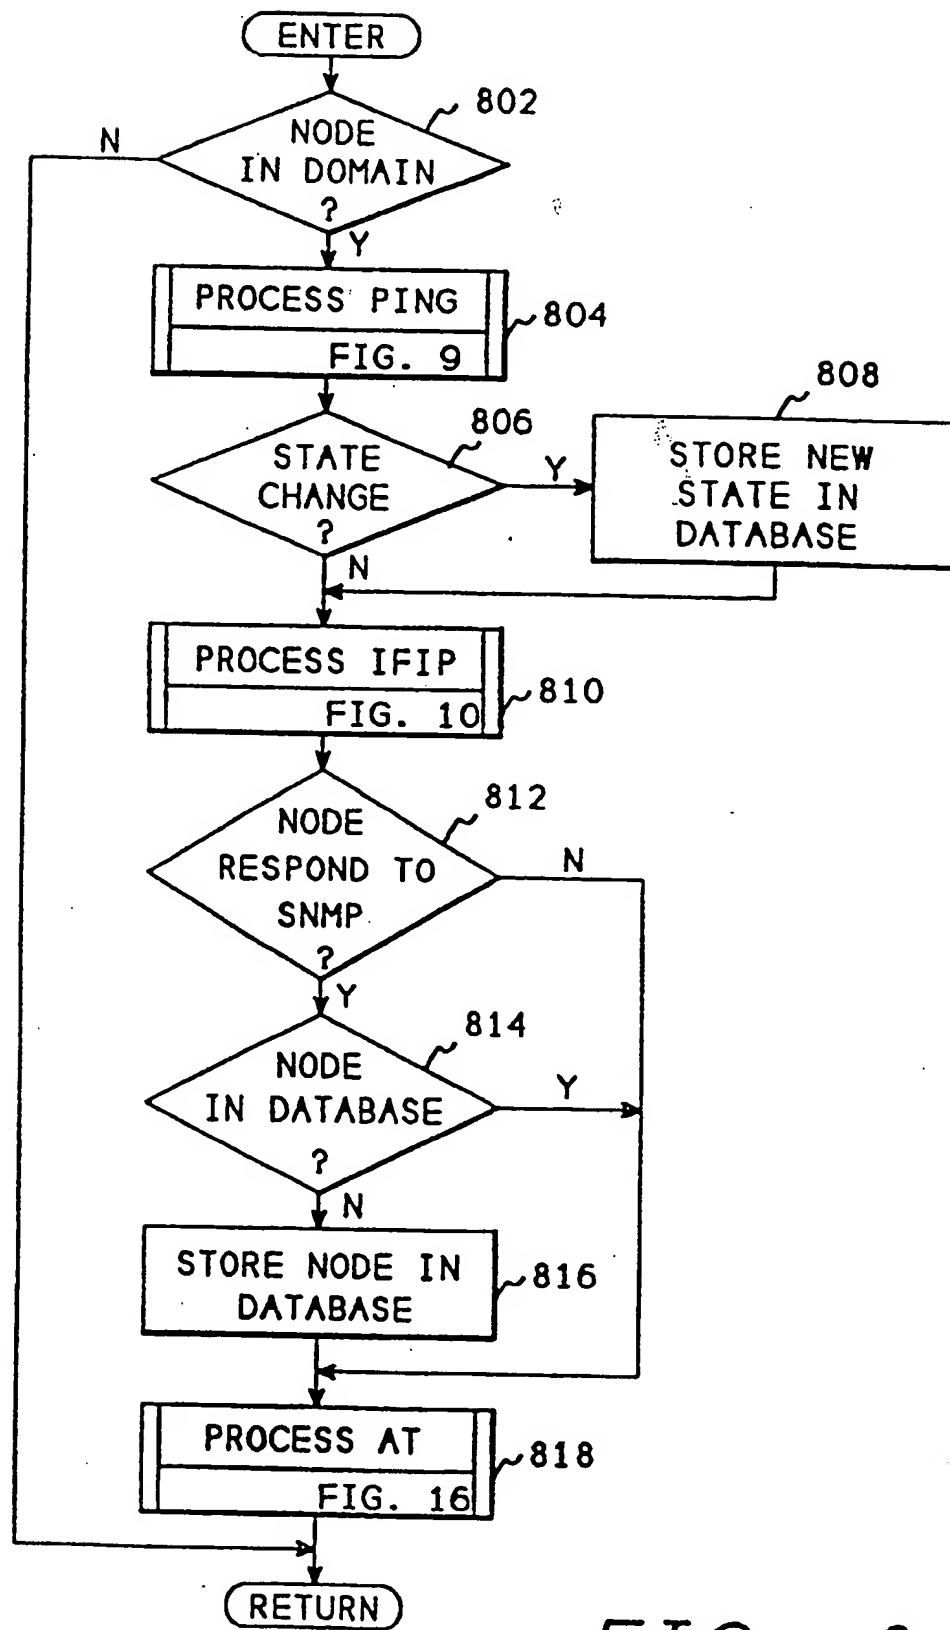 ENTER
802
N
NODE
IN DOMAIN
?
Y
PROCESS PING
804
FIG. 9
808
806
STATE
CHANGE
?
Y
STORE NEW
STATE IN
DATABASE
N
PROCESS IFIP
810
FIG. 10
812
NODE
RESPOND TO
SNMP
?
N
Y
814
NODE
IN DATABASE
?
Y
N
STORE NODE IN
DATABASE
816
PROCESS AT
818
FIG. 16
RETURN